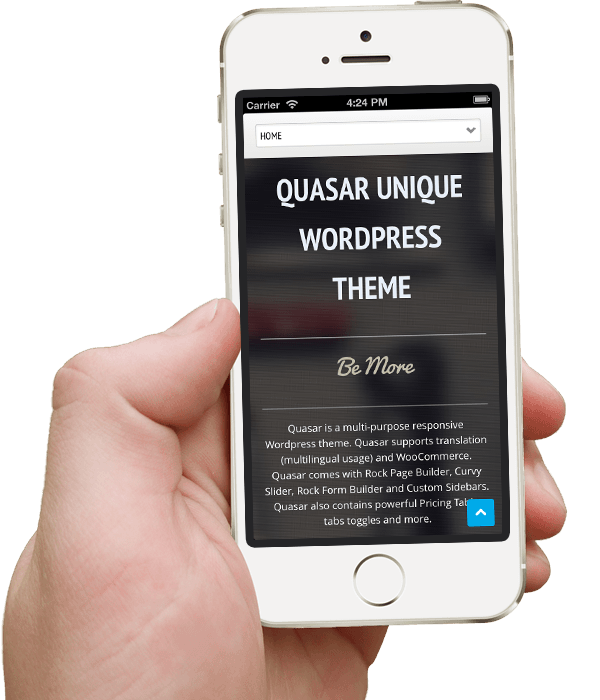 Carrier 4:24 PM
HOME
QUASAR UNIQUE
WORDPRESS
THEME
Be More
Quasar is a multi-purpose responsive
Wordpress theme. Quasar supports translation
(multilingual usage) and WooCommerce.
Quasar comes with Rock Page Builder, Curvy
Slider, Rock Form Builder and Custom Sidebars.
Quasar also contains powerful Pricing
tabs toggles and more.